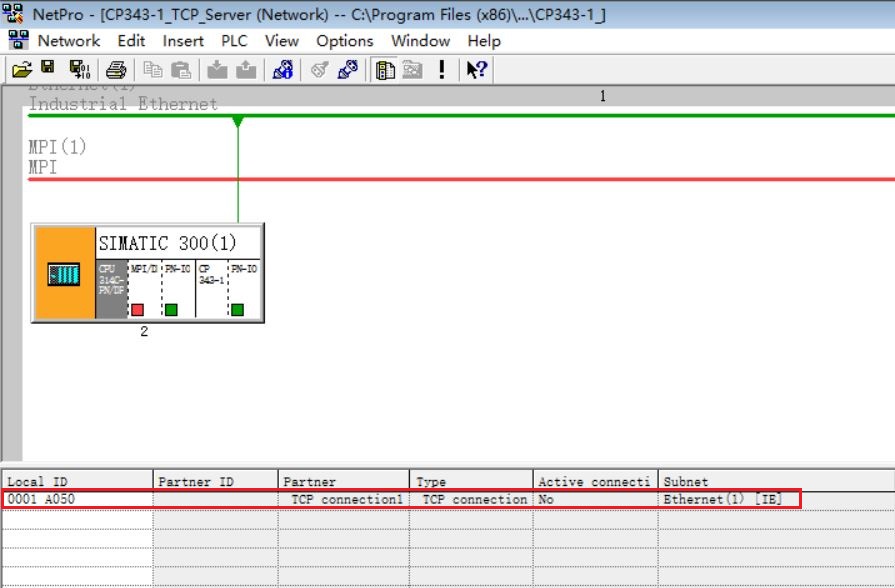 NetPro - [CP343-1_TCP_Server (Network) -- C:\Program Files (x86)\...\CP343-1_]
Network Edit Insert PLC View Options Window Help
1
Ethernet(1)
Industrial Ethernet
MPI(1)
MPI
SIMATIC 300(1)
CPU 314C-PN/DP
MPI/D
PN-IO
CP 343-1
PN-IO
2
Local ID Partner ID Partner Type Active connecti Subnet
0001 A050 TCP connection1 TCP connection No Ethernet(1) [IE]